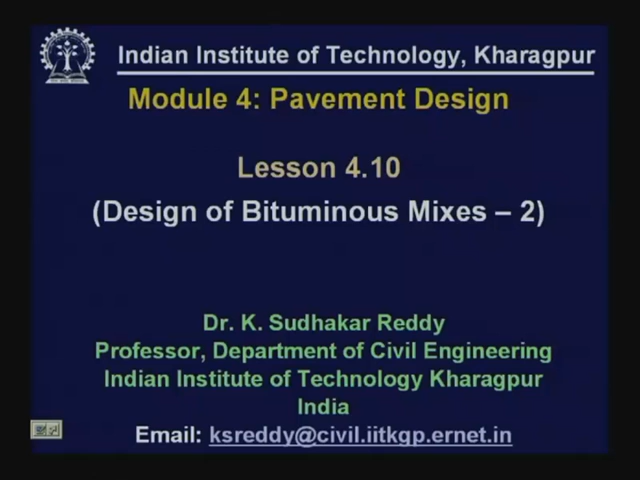 Indian Institute of Technology, Kharagpur
Module 4: Pavement Design
Lesson 4.10
(Design of Bituminous Mixes – 2)
Dr. K. Sudhakar Reddy
Professor, Department of Civil Engineering
Indian Institute of Technology Kharagpur
India
Email: ksreddy@civil.iitkgp.ernet.in